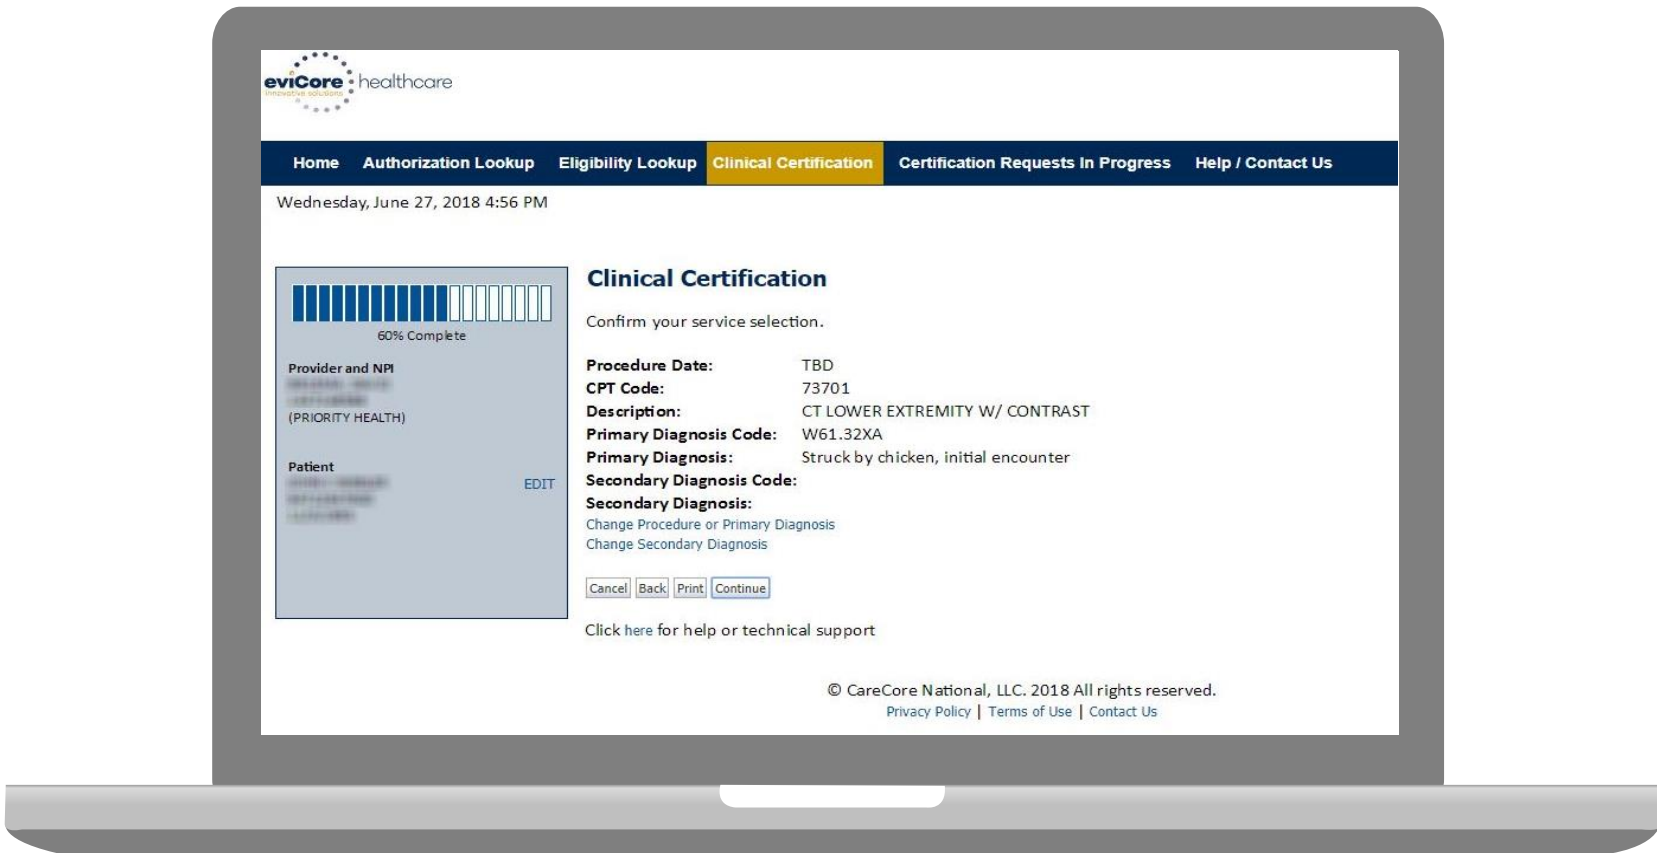 eviCore healthcare
innovative solutions
Home Authorization Lookup Eligibility Lookup Clinical Certification Certification Requests In Progress Help / Contact Us
Wednesday, June 27, 2018 4:56 PM
60% Complete
Provider and NPI
(PRIORITY HEALTH)
Patient
EDIT
Clinical Certification
Confirm your service selection.
Procedure Date: TBD
CPT Code: 73701
Description: CT LOWER EXTREMITY W/ CONTRAST
Primary Diagnosis Code: W61.32XA
Primary Diagnosis: Struck by chicken, initial encounter
Secondary Diagnosis Code:
Secondary Diagnosis:
Change Procedure or Primary Diagnosis
Change Secondary Diagnosis
Cancel Back Print Continue
Click here for help or technical support
© CareCore National, LLC. 2018 All rights reserved.
Privacy Policy | Terms of Use | Contact Us